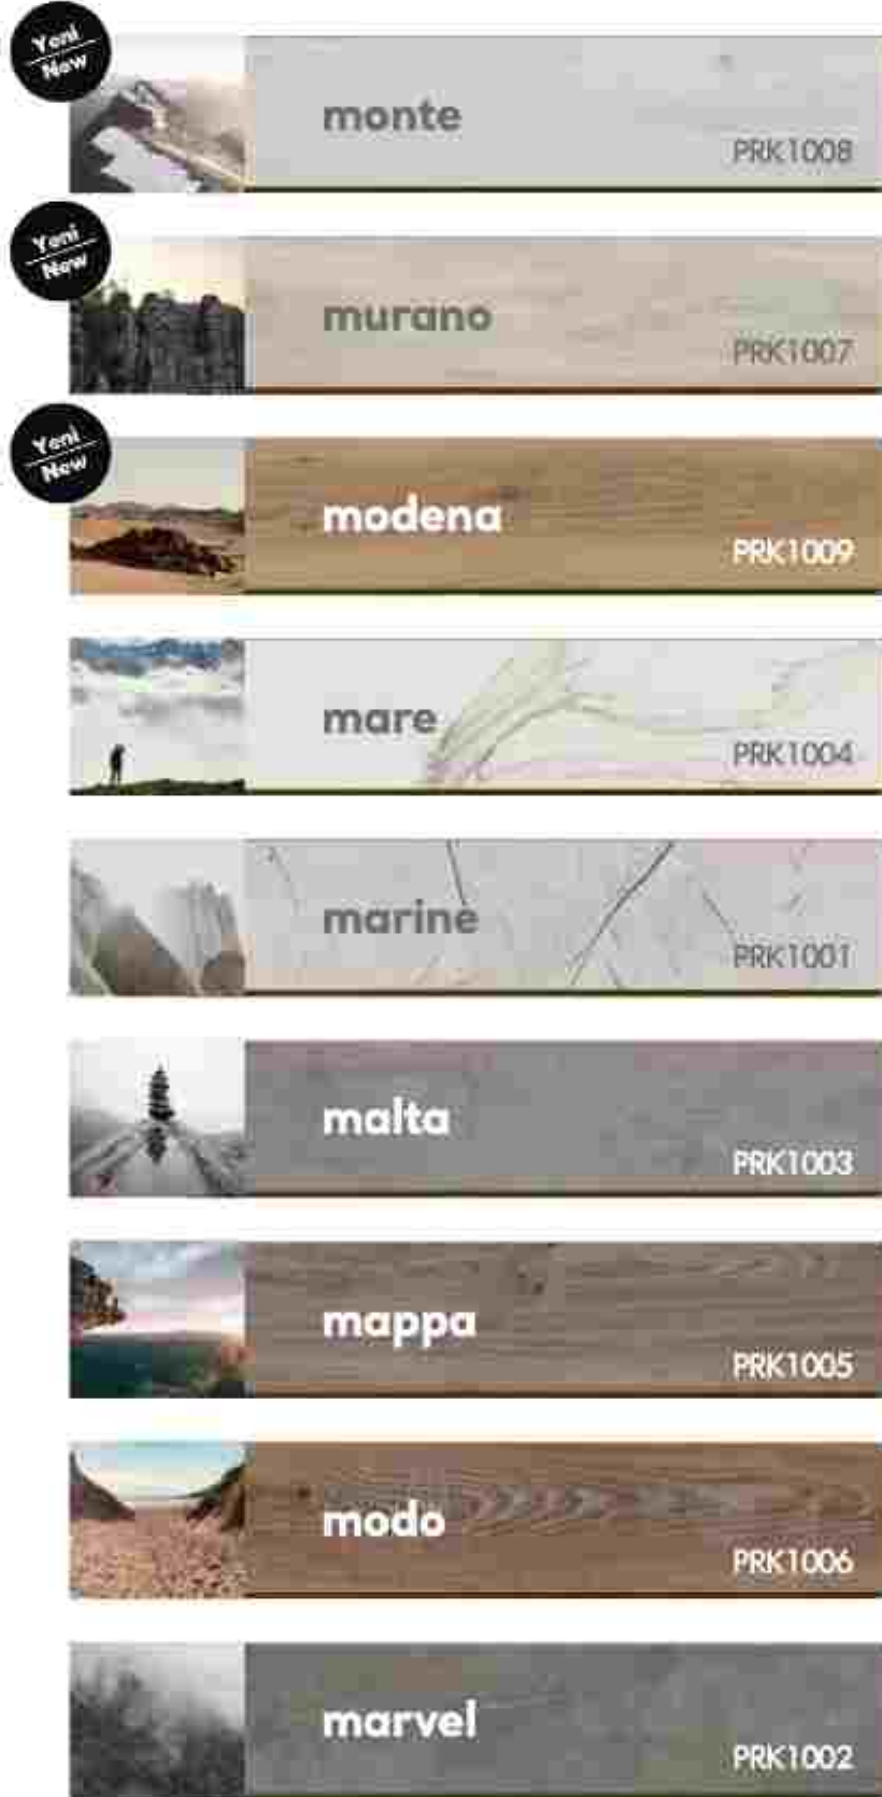 Yeni
New
monte
PRK1008
Yeni
New
murano
PRK1007
Yeni
New
modena
PRK1009
mare
PRK1004
marine
PRK1001
malta
PRK1003
mappa
PRK1005
modo
PRK1006
marvel
PRK1002